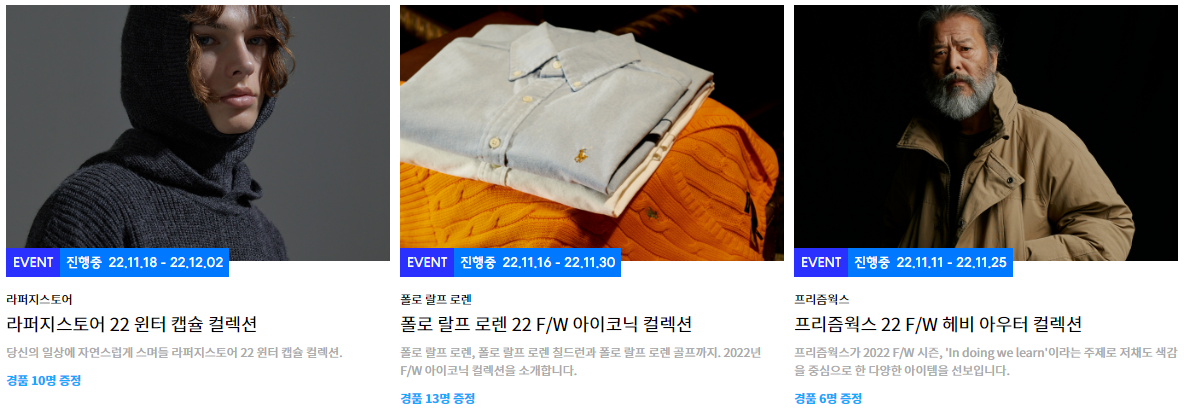 EVENT 진행중 22.11.18 - 22.12.02
라퍼지스토어
라퍼지스토어 22 윈터 캡슐 컬렉션
당신의 일상에 자연스럽게 스며들 라퍼지스토어 22 윈터 캡슐 컬렉션.
경품 10명 증정
EVENT 진행중 22.11.16 - 22.11.30
폴로 랄프 로렌
폴로 랄프 로렌 22 F/W 아이코닉 컬렉션
폴로 랄프 로렌, 폴로 랄프 로렌 칠드런과 폴로 랄프 로렌 골프까지. 2022년
F/W 아이코닉 컬렉션을 소개합니다.
경품 13명 증정
EVENT 진행중 22.11.11 - 22.11.25
프리즘웍스
프리즘웍스 22 F/W 헤비 아우터 컬렉션
프리즘웍스가 2022 F/W 시즌, 'In doing we learn'이라는 주제로 저채도 색감
을 중심으로 한 다양한 아이템을 선보입니다.
경품 6명 증정